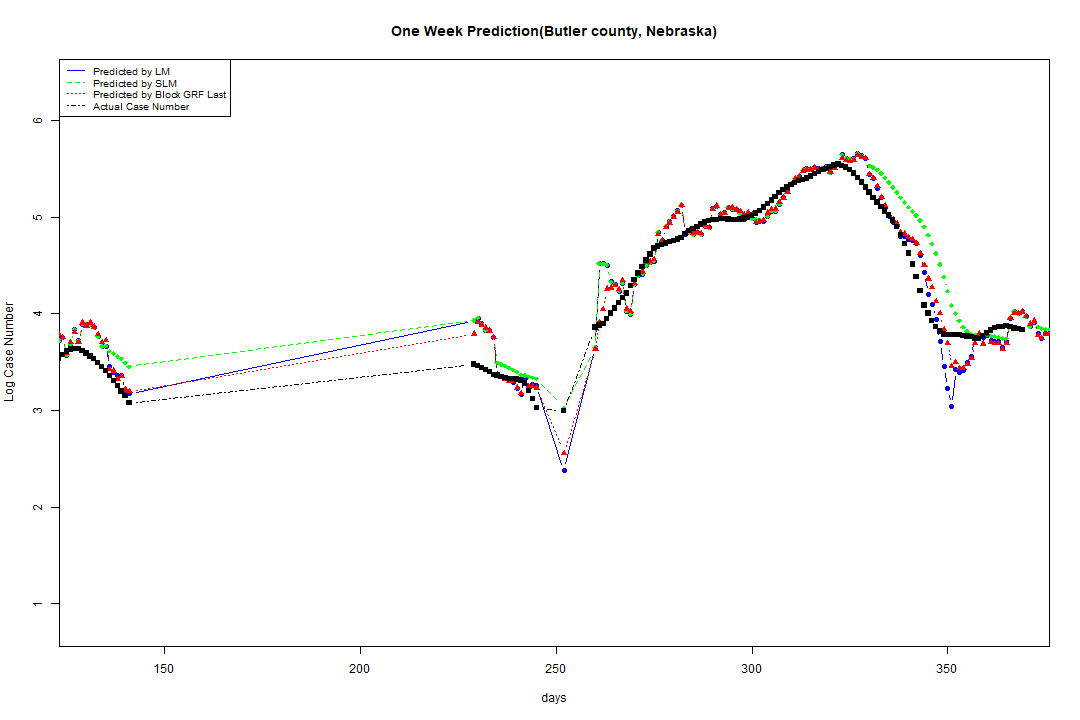 One Week Prediction(Butler county, Nebraska)
Predicted by LM
Predicted by SLM
Predicted by Block GRF Last
Actual Case Number
Log Case Number
6
5
4
3
2
1
150
200
250
300
350
days